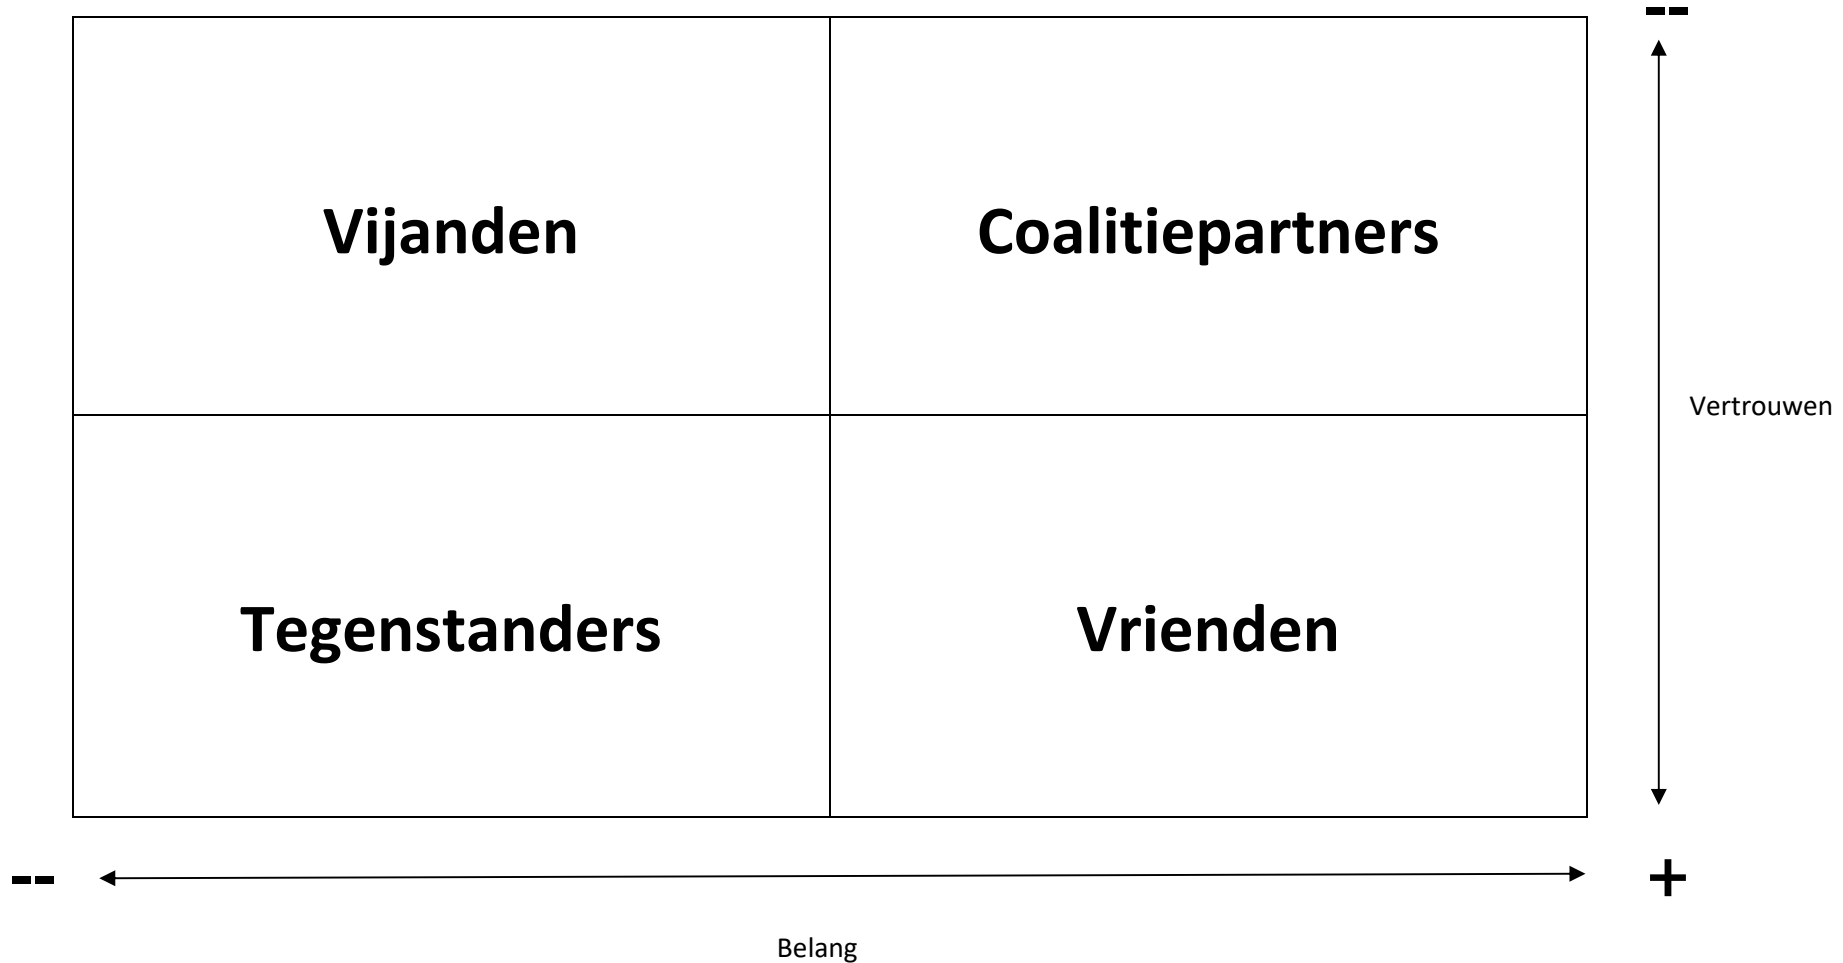 --
Vijanden
Coalitiepartners
Vertrouwen
Tegenstanders
Vrienden
--
+
Belang